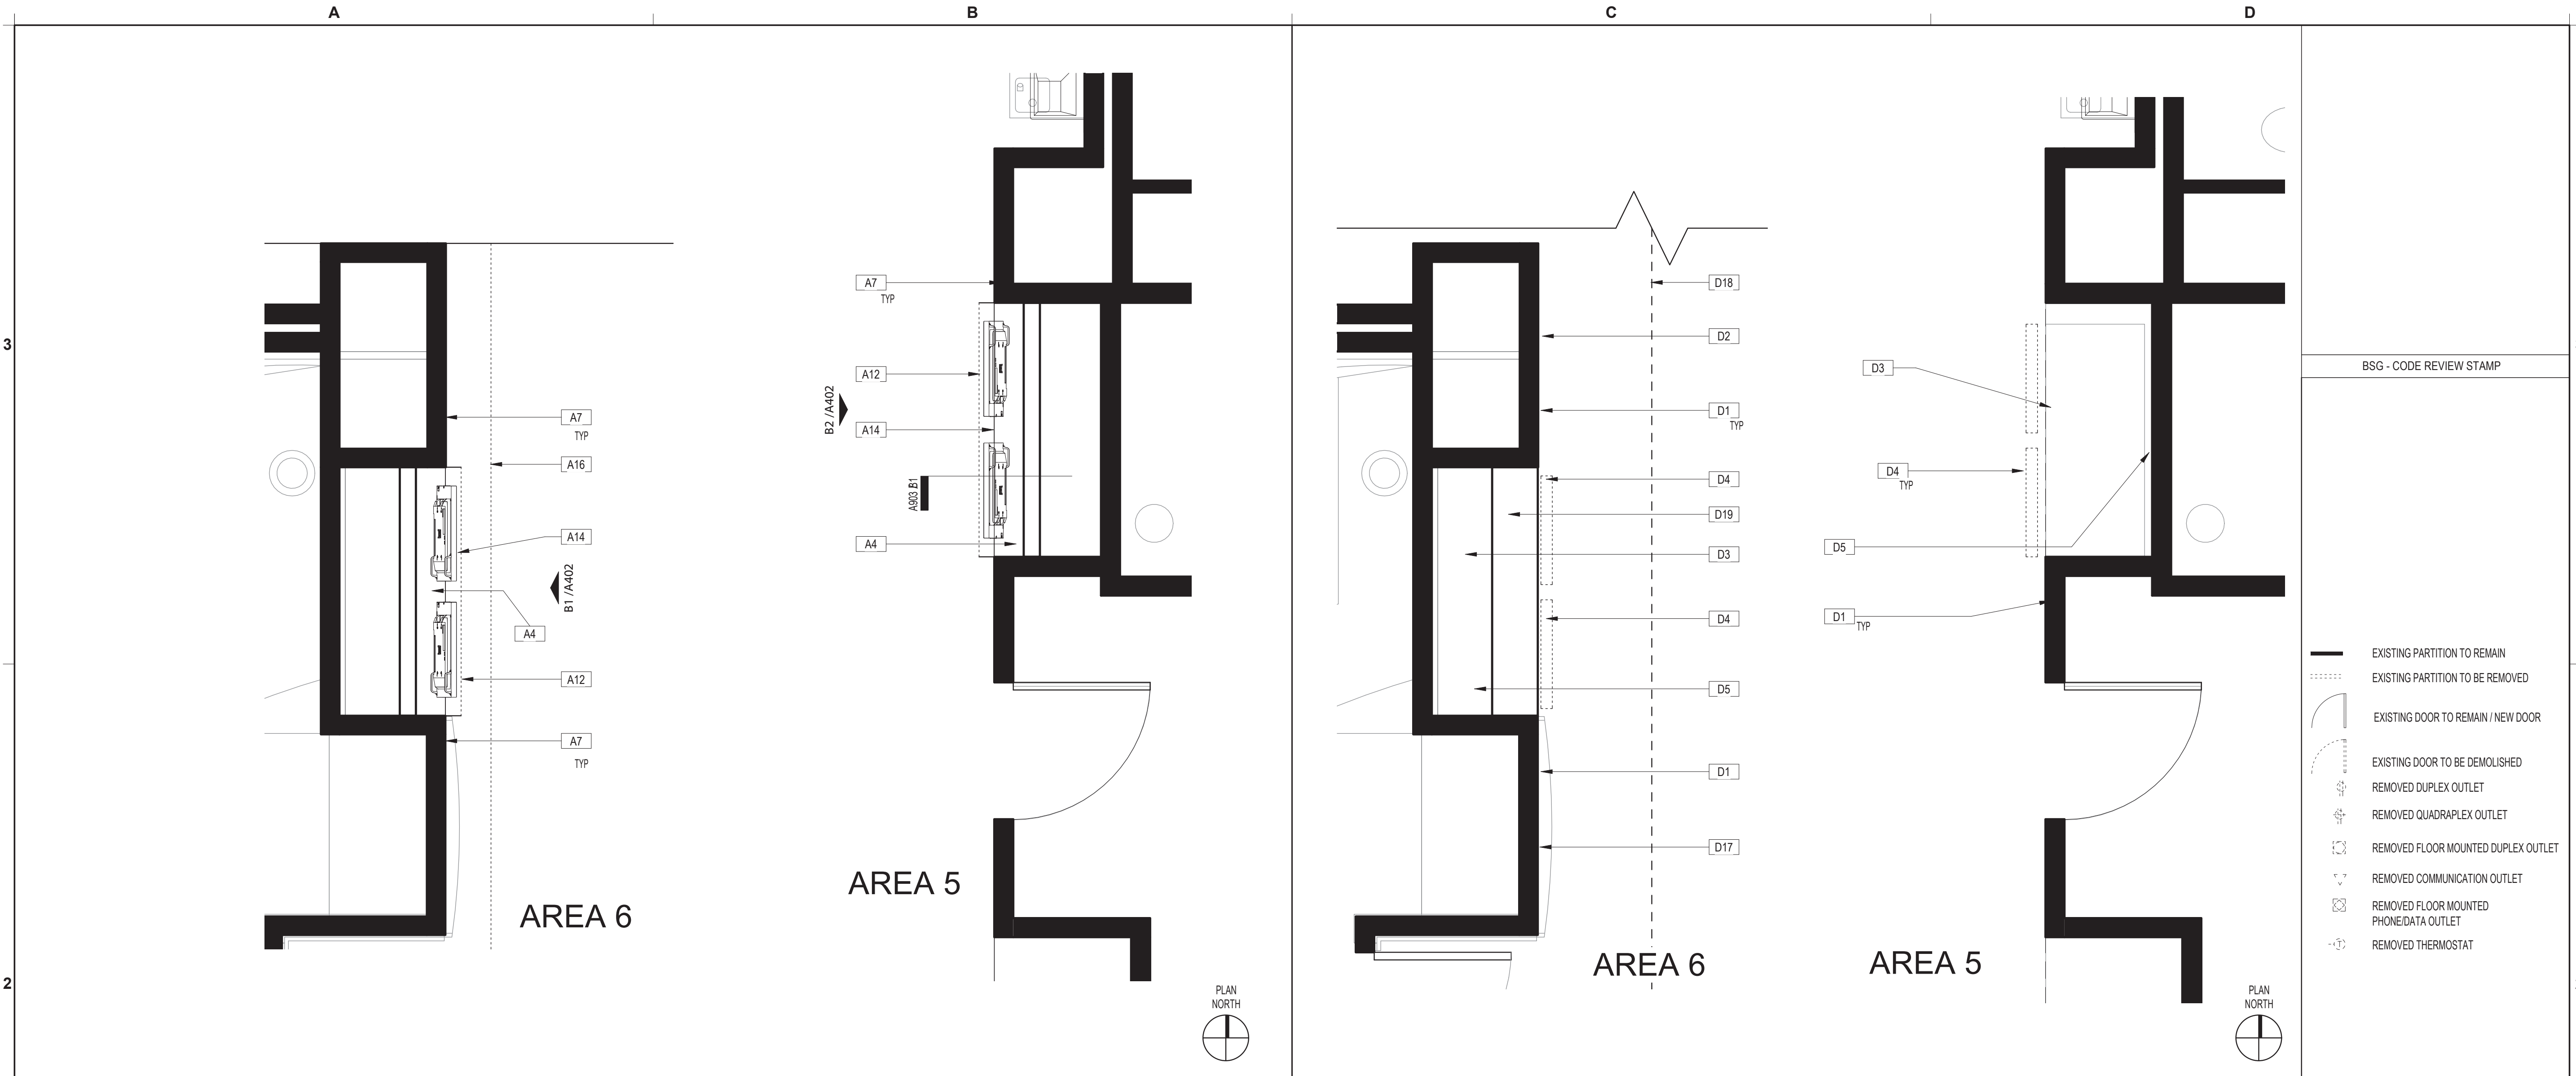 A
B
C
D
3
2
A7
TYP
A16
A14
B1 /A402
A4
A12
A7
TYP
AREA 6
A7
TYP
A12
B2 /A402
A14
A903 B1
A4
AREA 5
PLAN
NORTH
D18
D2
D1
TYP
D4
D19
D3
D4
D5
D1
D17
AREA 6
D3
D4
TYP
D5
D1
TYP
AREA 5
PLAN
NORTH
BSG - CODE REVIEW STAMP
EXISTING PARTITION TO REMAIN
EXISTING PARTITION TO BE REMOVED
EXISTING DOOR TO REMAIN / NEW DOOR
EXISTING DOOR TO BE DEMOLISHED
REMOVED DUPLEX OUTLET
REMOVED QUADRAPLEX OUTLET
REMOVED FLOOR MOUNTED DUPLEX OUTLET
REMOVED COMMUNICATION OUTLET
REMOVED FLOOR MOUNTED
PHONE/DATA OUTLET
T
REMOVED THERMOSTAT